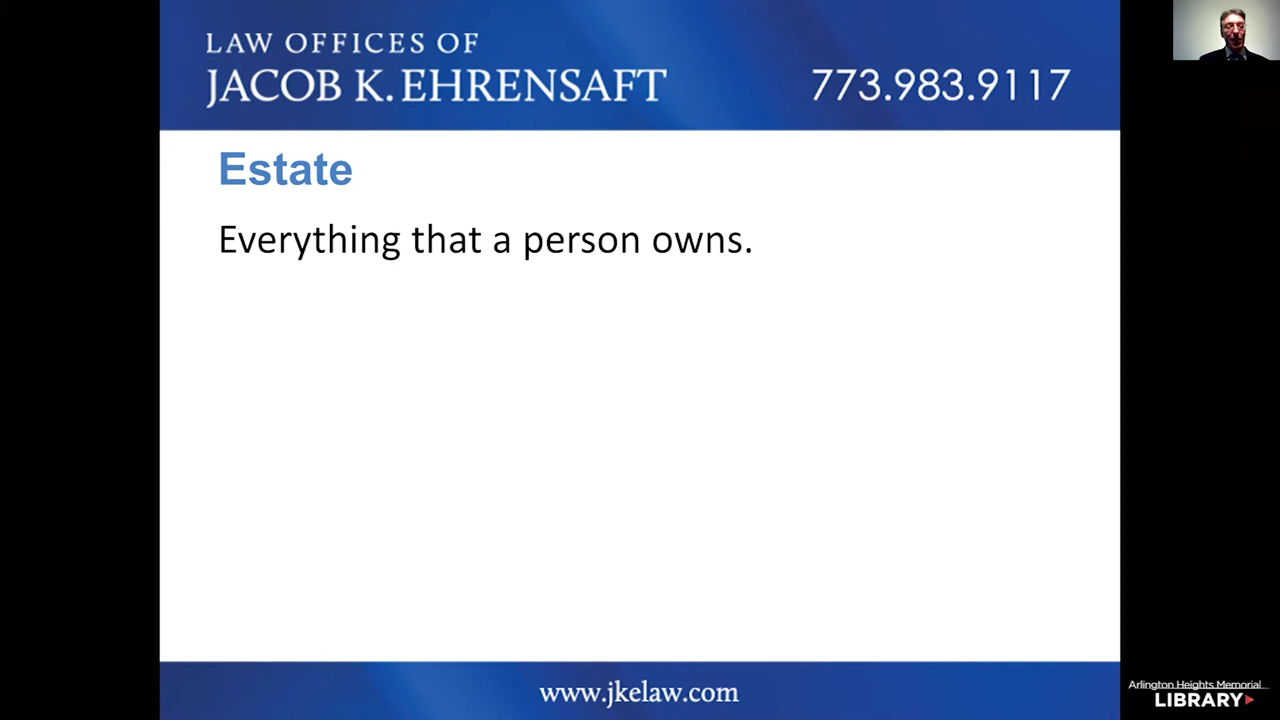 LAW OFFICES OF
JACOB K. EHRENSAFT
773.983.9117
Estate
Everything that a person owns.
www.jkelaw.com
Arlington Heights Memorial
LIBRARY